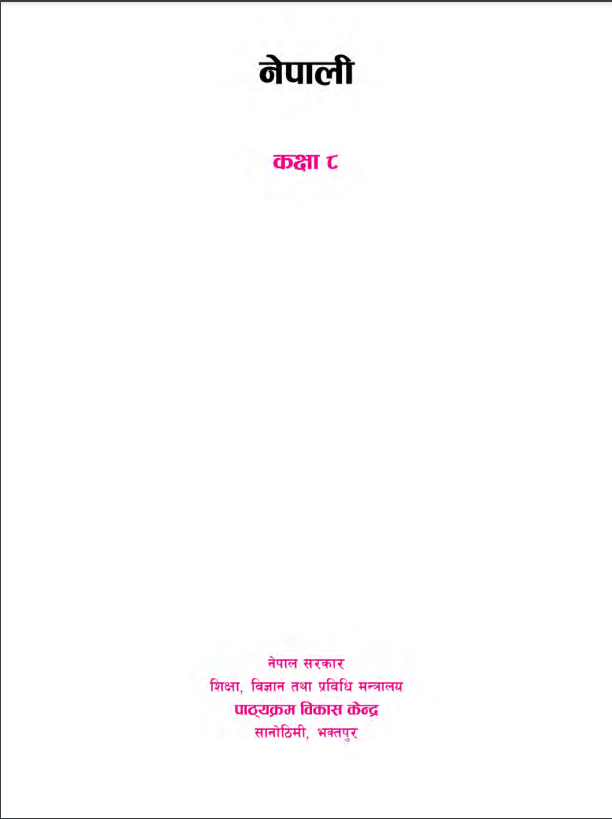 नेपाली
कक्षा ८
नेपाल सरकार
शिक्षा, विज्ञान तथा प्रविधि मन्त्रालय
पाठ्यक्रम विकास केन्द्र
सानोठिमी, भक्तपुर